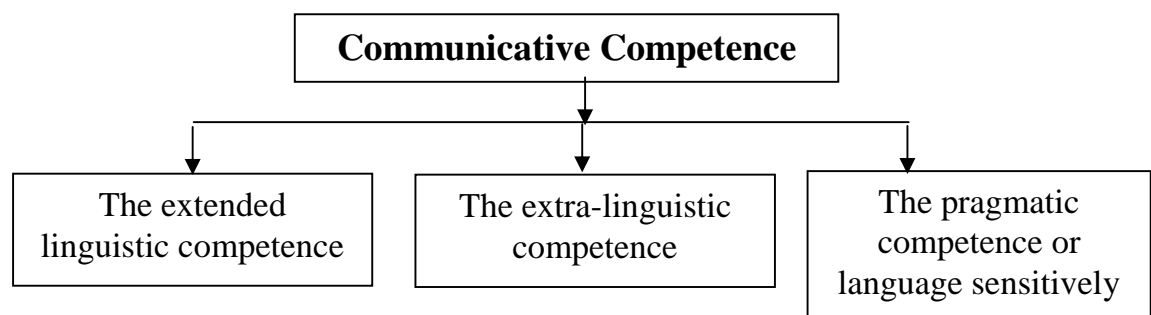 Communicative Competence
The extended
linguistic competence
The extra-linguistic
competence
The pragmatic
competence or
language sensitively